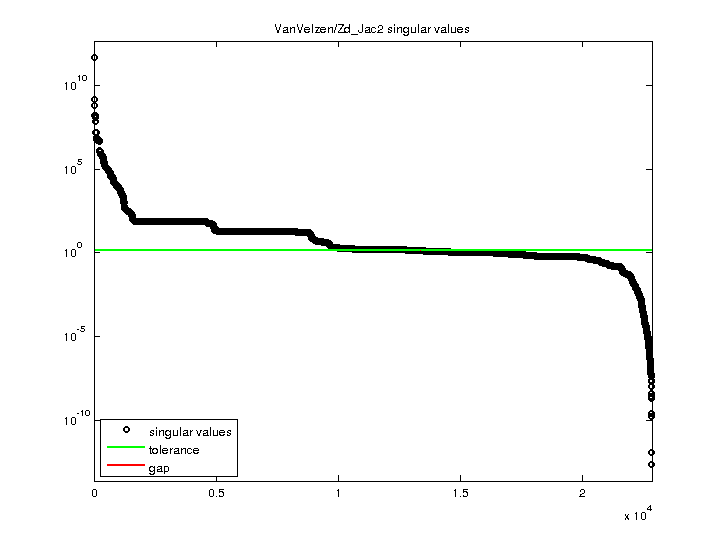 VanVelzen/Zd_Jac2 singular values
10^10
10^5
10^0
10^-5
10^-10
singular values
tolerance
gap
0 0.5 1 1.5 2
x 10^4